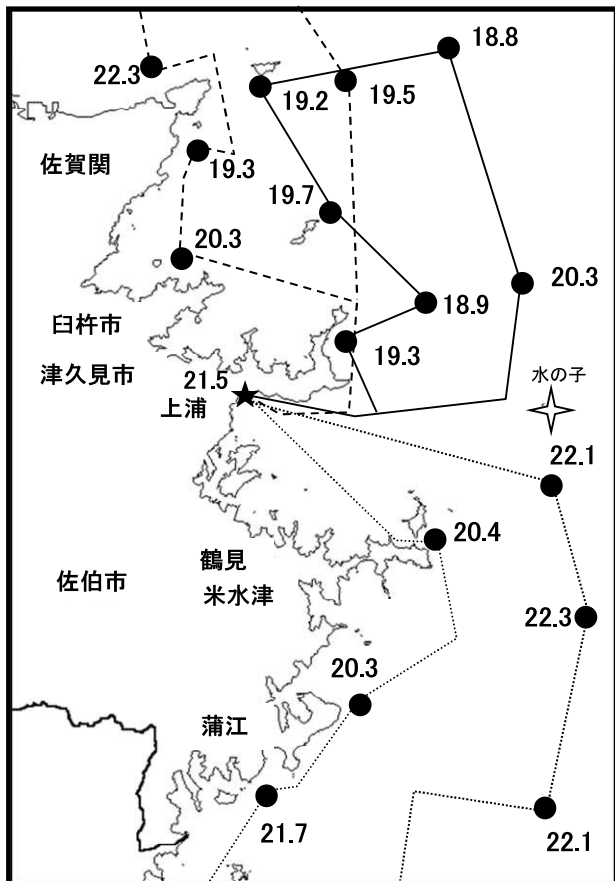 18.8
22.3
19.2
19.5
佐賀関
19.3
19.7
20.3
20.3
18.9
臼杵市
19.3
津久見市
21.5
水の子
上浦
22.1
20.4
鶴見
佐伯市
米水津
22.3
20.3
蒲江
21.7
22.1